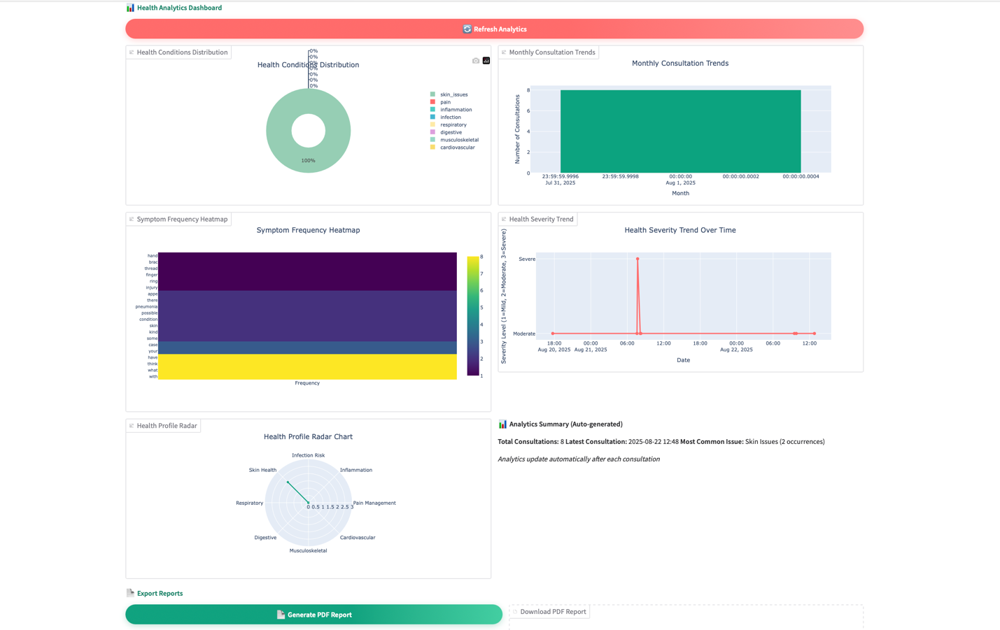 Health Analytics Dashboard
Refresh Analytics
Health Conditions Distribution
Health Conditions Distribution
0%
0%
0%
0%
0%
0%
0%
100%
skin_issues
pain
inflammation
infection
respiratory
digestive
musculoskeletal
cardiovascular
Monthly Consultation Trends
Monthly Consultation Trends
Number of Consultations
8
6
4
2
0
23:59:59.9996 23:59:59.9998 00:00:00 00:00:00.0002 00:00:00.0004
Jul 31, 2025 Aug 1, 2025
Month
Symptom Frequency Heatmap
Symptom Frequency Heatmap
hand
brac
thread
finger
ring
injury
appe
there
pneumonia
possible
condition
skin
kind
some
case
your
have
think
what
with
Frequency
8
7
6
5
4
3
2
1
Health Severity Trend
Health Severity Trend Over Time
Severity Level (1=Mild, 2=Moderate, 3=Severe)
Severe
Moderate
18:00 00:00 06:00 12:00 18:00 00:00 06:00 12:00
Aug 20, 2025 Aug 21, 2025 Aug 22, 2025
Date
Health Profile Radar
Health Profile Radar Chart
Infection Risk
Skin Health
Inflammation
Respiratory
Pain Management
0 0.5 1 1.5 2 2.5 3
Digestive
Cardiovascular
Musculoskeletal
Analytics Summary (Auto-generated)
Total Consultations: 8 Latest Consultation: 2025-08-22 12:48 Most Common Issue: Skin Issues (2 occurrences)
Analytics update automatically after each consultation
Export Reports
Generate PDF Report
Download PDF Report